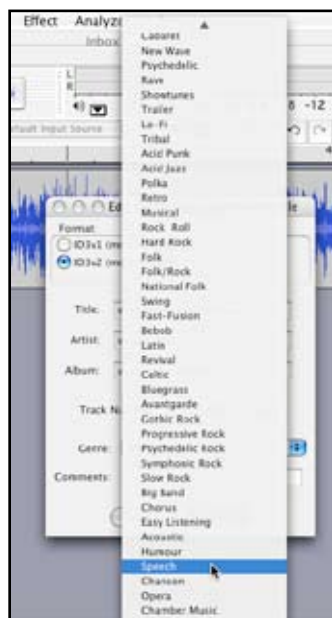 Effect Analyz
Inbox
L
R
8 -12
efault Input Source
Ed
Format
ID3v1 (m
ID3v2 (m
Title:
Artist:
Album:
Track N
Genre:
Comments:
Cabaret
New Wave
Psychedelic
Rave
Showtunes
Trailer
Lo-Fi
Tribal
Acid Punk
Acid Jazz
Polka
Retro
Musical
Rock Roll
Hard Rock
Folk
Folk/Rock
National Folk
Swing
Fast-Fusion
Bebob
Latin
Revival
Celtic
Bluegrass
Avantgarde
Gothic Rock
Progressive Rock
Psychedelic Rock
Symphonic Rock
Slow Rock
Big Band
Chorus
Easy Listening
Acoustic
Humour
Speech
Chanson
Opera
Chamber Music